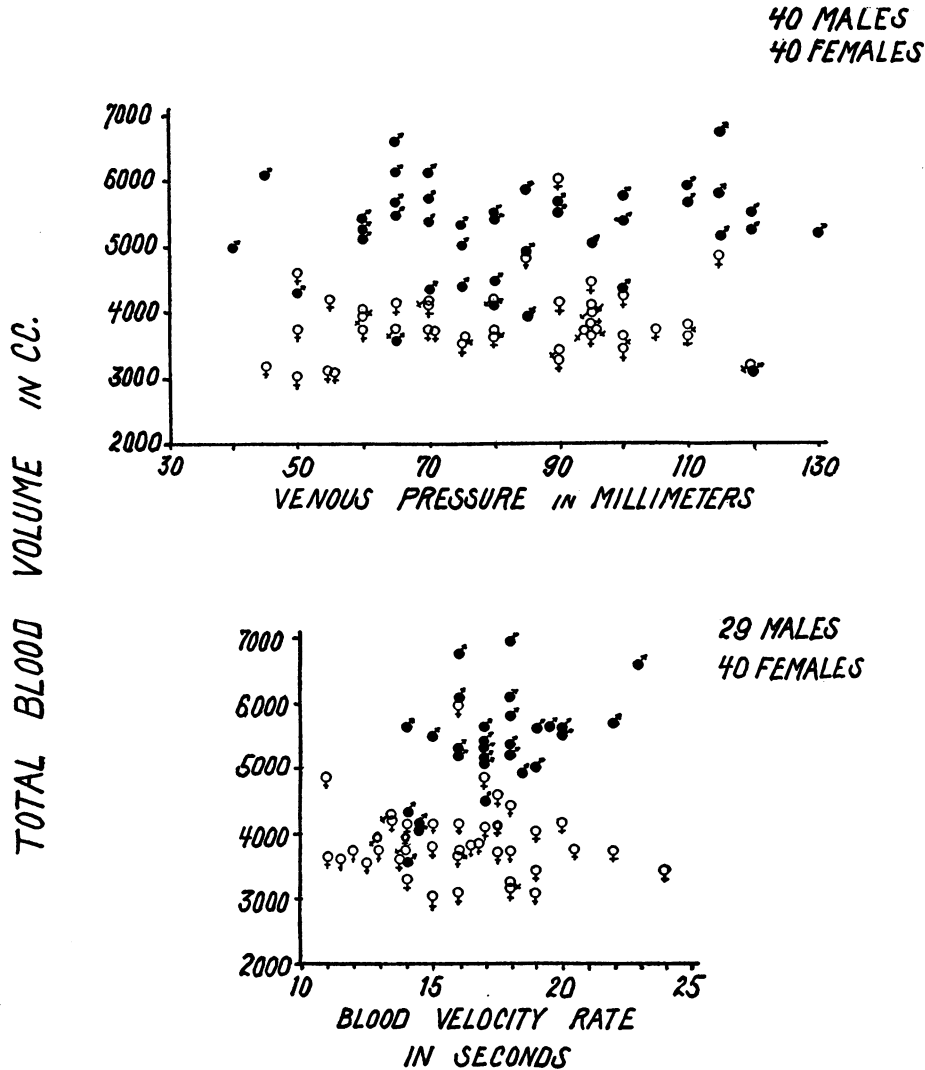 40 MALES
40 FEMALES
7000
6000
5000
4000
3000
2000
30 50 70 90 110 130
VENOUS PRESSURE IN MILLIMETERS
TOTAL BLOOD VOLUME IN CC.
29 MALES
40 FEMALES
7000
6000
5000
4000
3000
2000
10 15 20 25
BLOOD VELOCITY RATE
IN SECONDS